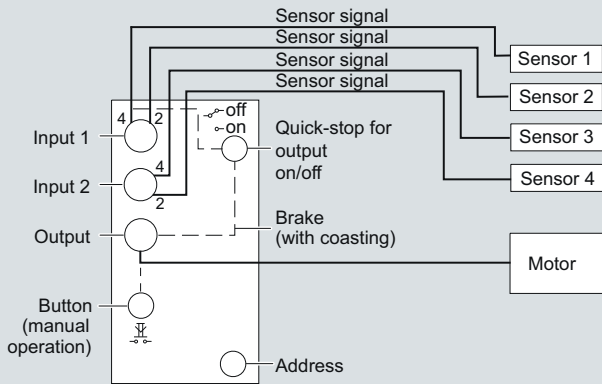 Sensor signal
Sensor signal
Sensor signal
Sensor signal
Sensor 1
Sensor 2
Sensor 3
Sensor 4
4 2
off
on
Input 1
Quick-stop for
output
on/off
4
Input 2
2
Output
Brake
(with coasting)
Motor
Button
(manual
operation)
Address